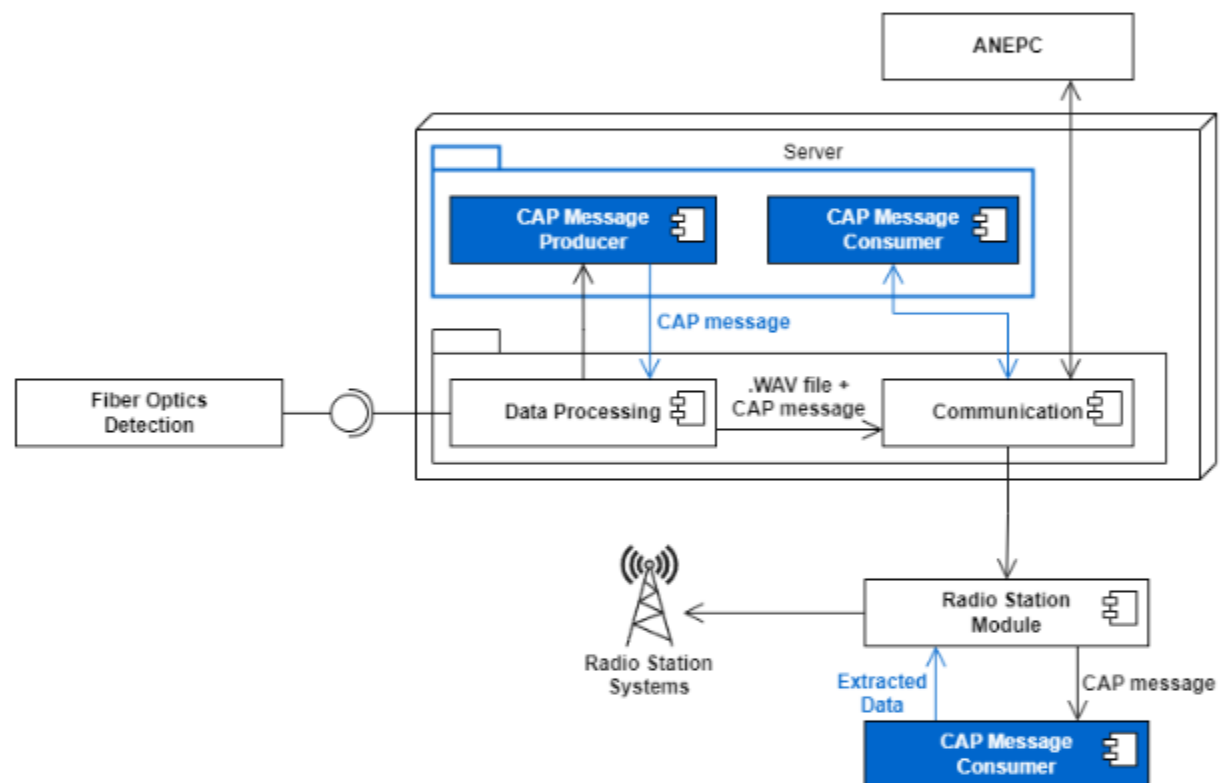 ANEPC
Server
CAP Message
Producer
CAP Message
Consumer
CAP message
Fiber Optics
Detection
Data Processing
.WAV file +
CAP message
Communication
Radio Station
Module
Radio Station
Systems
Extracted
Data
CAP message
CAP Message
Consumer